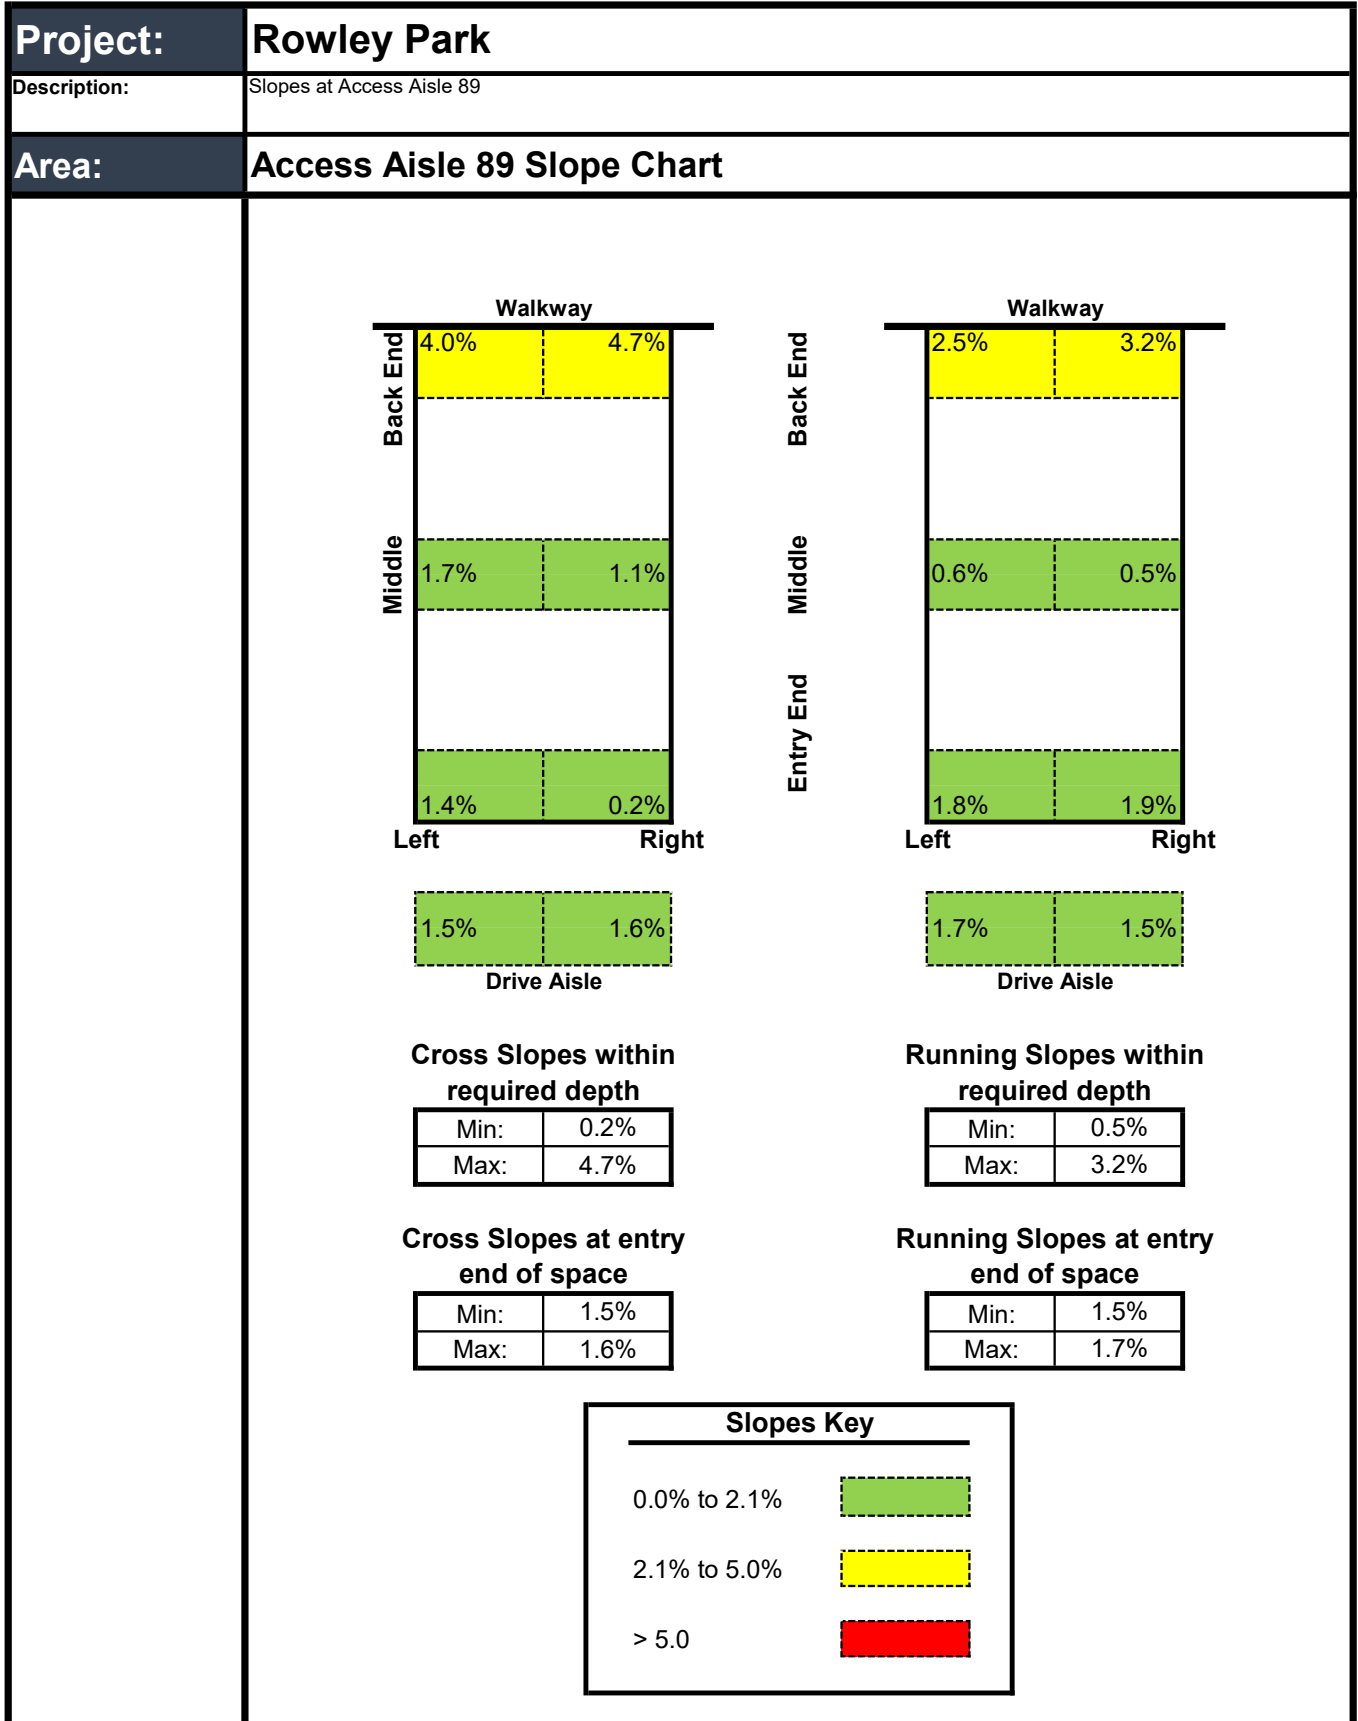 Project: Rowley Park
Description: Slopes at Access Aisle 89
Area: Access Aisle 89 Slope Chart
Walkway Walkway
Back End 4.0% 4.7% Back End 2.5% 3.2%
Middle 1.7% 1.1% Middle 0.6% 0.5%
Entry End
1.4% 0.2% 1.8% 1.9%
Left Right Left Right
1.5% 1.6% 1.7% 1.5%
Drive Aisle Drive Aisle
Cross Slopes within
required depth
Min: 0.2%
Max: 4.7%
Running Slopes within
required depth
Min: 0.5%
Max: 3.2%
Cross Slopes at entry
end of space
Min: 1.5%
Max: 1.6%
Running Slopes at entry
end of space
Min: 1.5%
Max: 1.7%
Slopes Key
0.0% to 2.1%
2.1% to 5.0%
> 5.0